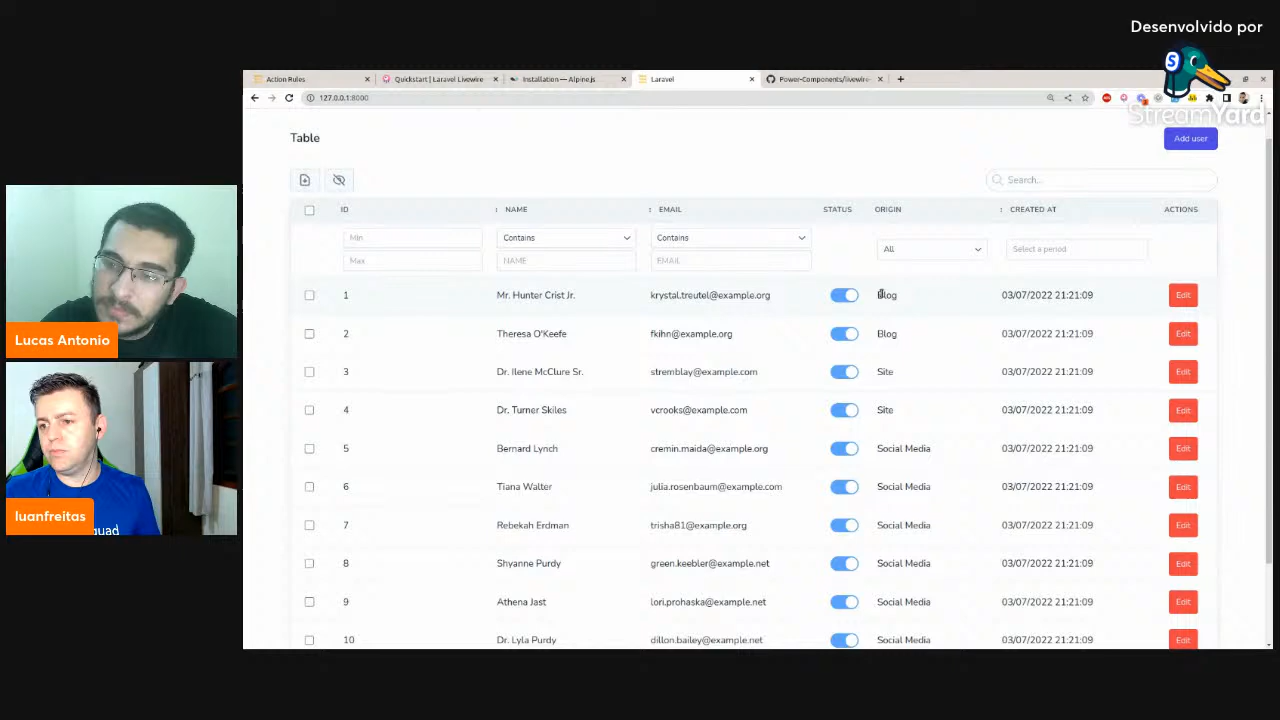 Desenvolvido por
StreamYard
Action Rules
Quickstart | Laravel Livewire
Installation — Alpine.js
Laravel
Power-Components/livewire-
127.0.0.1:8000
Table
Add user
Search...
ID NAME EMAIL STATUS ORIGIN CREATED AT ACTIONS
Min Contains Contains All Select a period
Max NAME EMAIL
1 Mr. Hunter Crist Jr. krystal.treutel@example.org Blog 03/07/2022 21:21:09 Edit
2 Theresa O'Keefe fkihn@example.org Blog 03/07/2022 21:21:09 Edit
3 Dr. Ilene McClure Sr. stremblay@example.com Site 03/07/2022 21:21:09 Edit
4 Dr. Turner Skiles vcrooks@example.com Site 03/07/2022 21:21:09 Edit
5 Bernard Lynch cremin.maida@example.org Social Media 03/07/2022 21:21:09 Edit
6 Tiana Walter julia.rosenbaum@example.com Social Media 03/07/2022 21:21:09 Edit
7 Rebekah Erdman trisha81@example.org Social Media 03/07/2022 21:21:09 Edit
8 Shyanne Purdy green.keebler@example.net Social Media 03/07/2022 21:21:09 Edit
9 Athena Jast lori.prohaska@example.net Social Media 03/07/2022 21:21:09 Edit
10 Dr. Lyla Purdy dillon.bailey@example.net Social Media 03/07/2022 21:21:09 Edit
Lucas Antonio
luanfreitas
quad